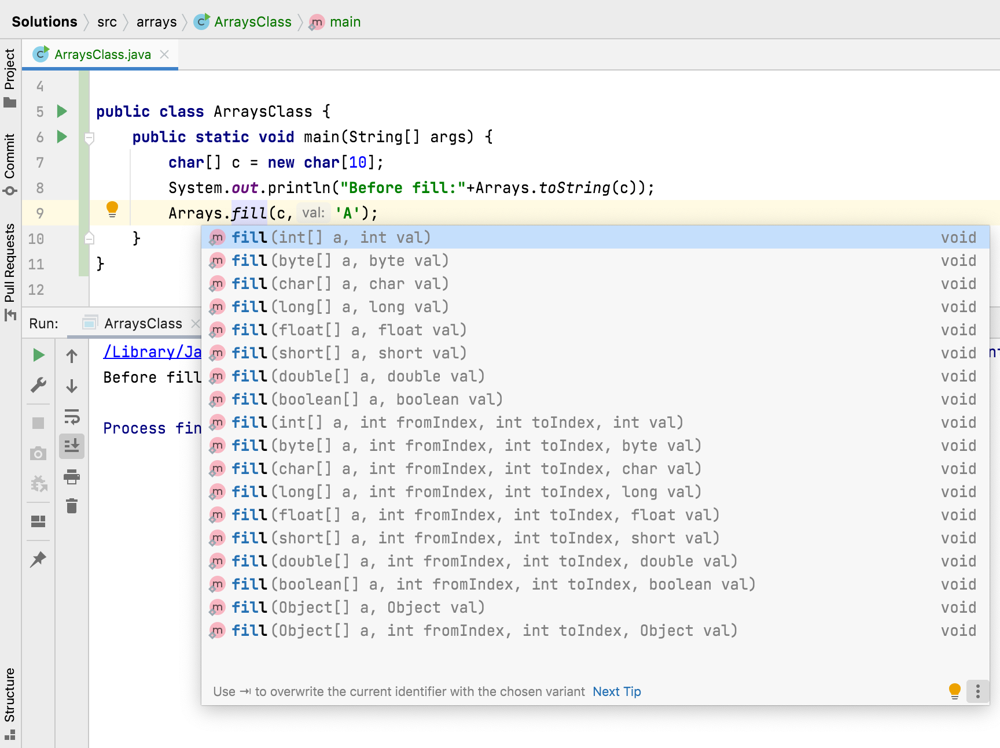 Solutions src arrays ArraysClass main
ArraysClass.java
Project
Commit
Pull Requests
Structure
4
5 public class ArraysClass {
6 public static void main(String[] args) {
7 char[] c = new char[10];
8 System.out.println("Before fill:"+Arrays.toString(c));
9 Arrays.fill(c, val: 'A');
10 }
11 }
12
fill(int[] a, int val) void
fill(byte[] a, byte val) void
fill(char[] a, char val) void
fill(long[] a, long val) void
fill(float[] a, float val) void
fill(short[] a, short val) void
fill(double[] a, double val) void
fill(boolean[] a, boolean val) void
fill(int[] a, int fromIndex, int toIndex, int val) void
fill(byte[] a, int fromIndex, int toIndex, byte val) void
fill(char[] a, int fromIndex, int toIndex, char val) void
fill(long[] a, int fromIndex, int toIndex, long val) void
fill(float[] a, int fromIndex, int toIndex, float val) void
fill(short[] a, int fromIndex, int toIndex, short val) void
fill(double[] a, int fromIndex, int toIndex, double val) void
fill(boolean[] a, int fromIndex, int toIndex, boolean val) void
fill(Object[] a, Object val) void
fill(Object[] a, int fromIndex, int toIndex, Object val) void
Use ⇥ to overwrite the current identifier with the chosen variant Next Tip
Run: ArraysClass
/Library/Ja
Before fill
Process fin